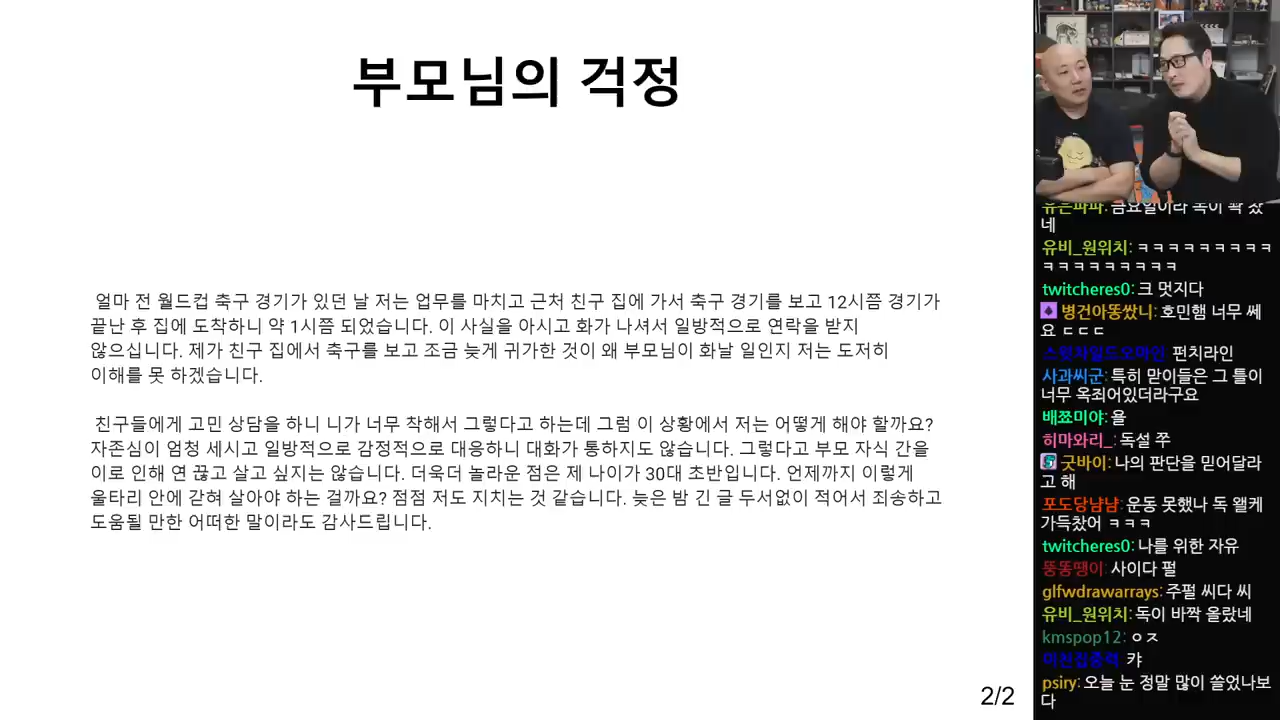 부모님의 걱정
얼마 전 월드컵 축구 경기가 있던 날 저는 업무를 마치고 근처 친구 집에 가서 축구 경기를 보고 12시쯤 경기가
끝난 후 집에 도착하니 약 1시쯤 되었습니다. 이 사실을 아시고 화가 나셔서 일방적으로 연락을 받지
않으십니다. 제가 친구 집에서 축구를 보고 조금 늦게 귀가한 것이 왜 부모님이 화날 일인지 저는 도저히
이해를 못 하겠습니다.
친구들에게 고민 상담을 하니 니가 너무 착해서 그렇다고 하는데 그럼 이 상황에서 저는 어떻게 해야 할까요?
자존심이 엄청 세시고 일방적으로 감정적으로 대응하니 대화가 통하지도 않습니다. 그렇다고 부모 자식 간을
이로 인해 연 끊고 살고 싶지는 않습니다. 더욱더 놀라운 점은 제 나이가 30대 초반입니다. 언제까지 이렇게
울타리 안에 갇혀 살아야 하는 걸까요? 점점 저도 지치는 것 같습니다. 늦은 밤 긴 글 두서없이 적어서 죄송하고
도움될 만한 어떠한 말이라도 감사드립니다.
2/2
유은파파: 금요일이라 독이 꽉 찼
네
유비_원위치: ㅋㅋㅋㅋㅋㅋㅋㅋㅋ
ㅋㅋㅋㅋㅋㅋㅋㅋㅋ
twitcheres0: 크 멋지다
병건아똥쌌니: 호민햄 너무 쎄
요 ㄷㄷㄷ
펀치라인
사과씨군: 특히 맏이들은 그 틀이
너무 옥죄어있더라구요
배쬬미야: 욜
히마와리_: 독설 쭈
굿바이: 나의 판단을 믿어달라
고 해
포도당냠냠: 운동 못했나 독 왤케
가득찼어 ㅋㅋㅋ
twitcheres0: 나를 위한 자유
뚱똥땡이: 사이다 펄
glfwdrawarrays: 주펄 씨다 씨
유비_원위치: 독이 바짝 올랐네
kmspop12: ㅇㅈ
미친집중력: 캬
psiry: 오늘 눈 정말 많이 쓸었나보
다